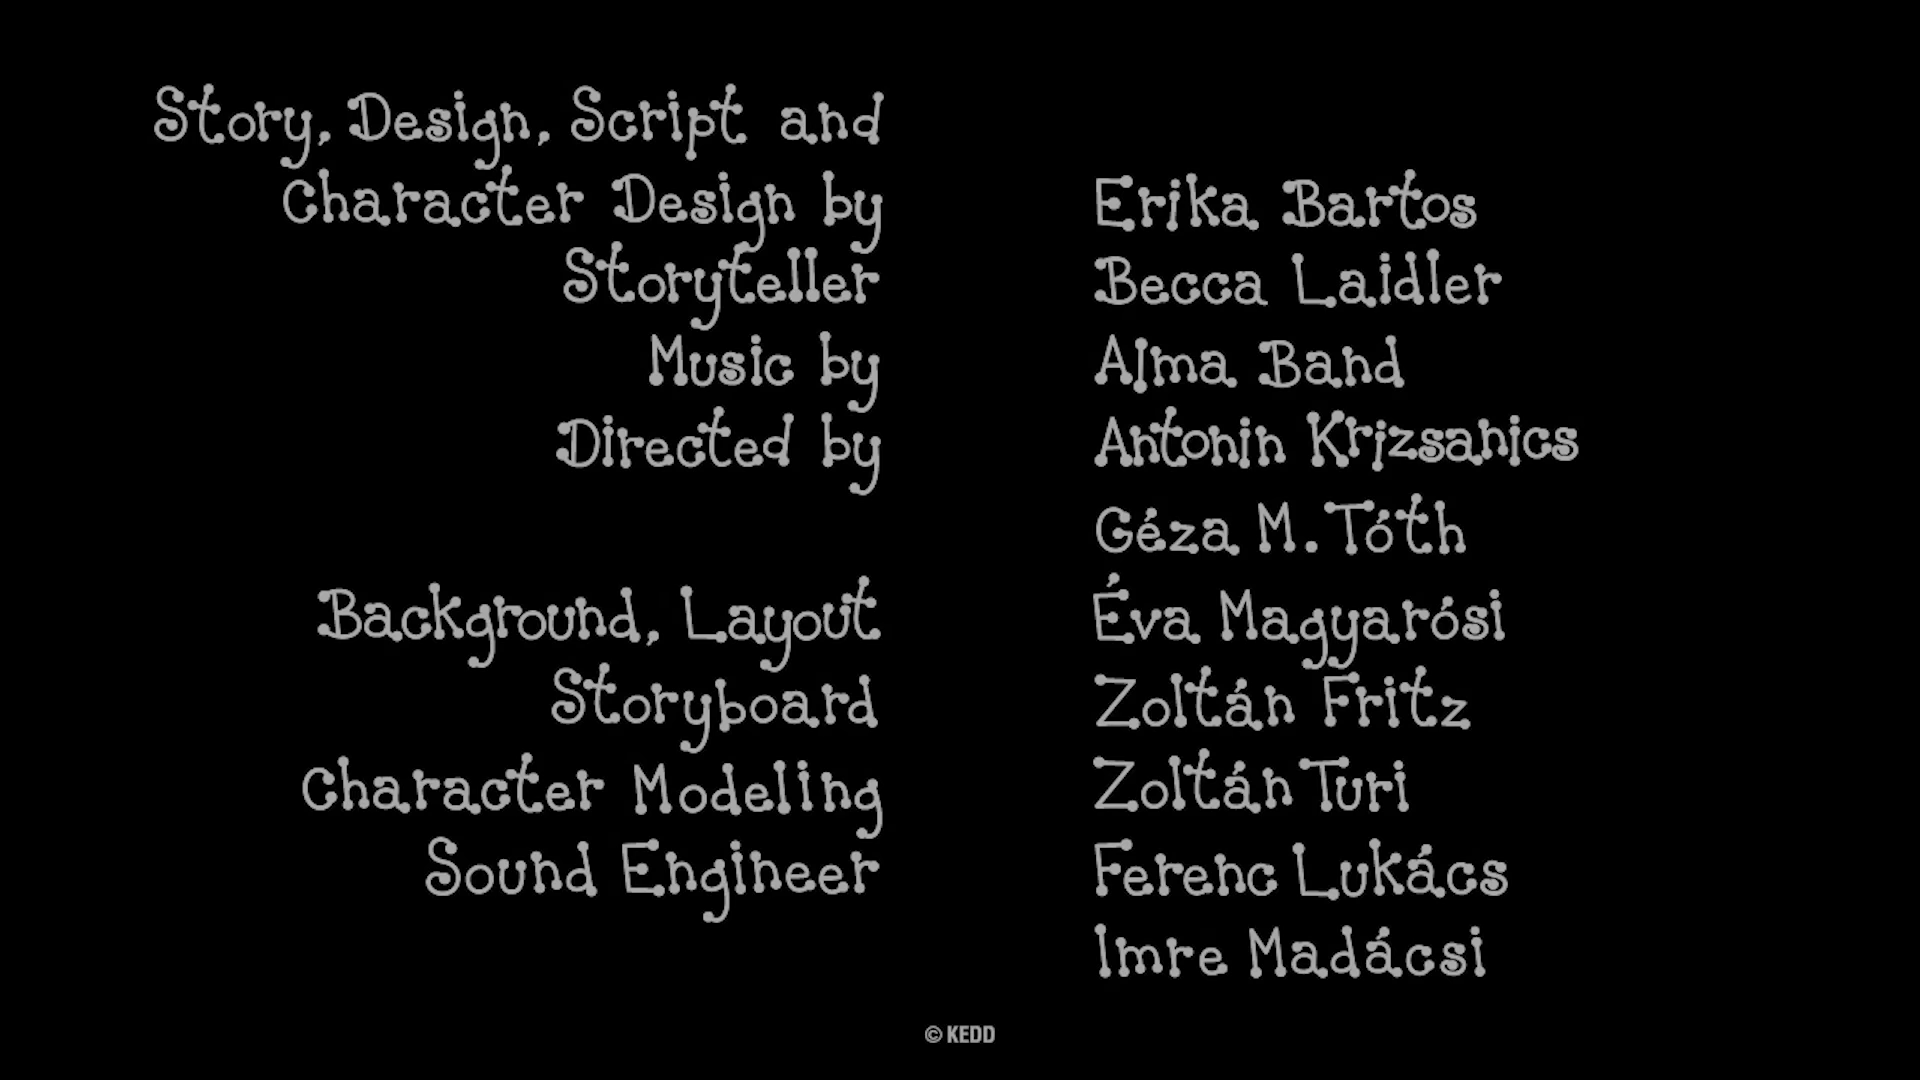 Story, Design, Script and
Character Design by Erika Bartos
Storyteller Becca Laidler
Music by Alma Band
Directed by Antonin Krizsanics
Géza M. Tóth
Background, Layout Éva Magyarósi
Storyboard Zoltán Fritz
Character Modeling Zoltán Turi
Sound Engineer Ferenc Lukács
Imre Madácsi
© KEDD